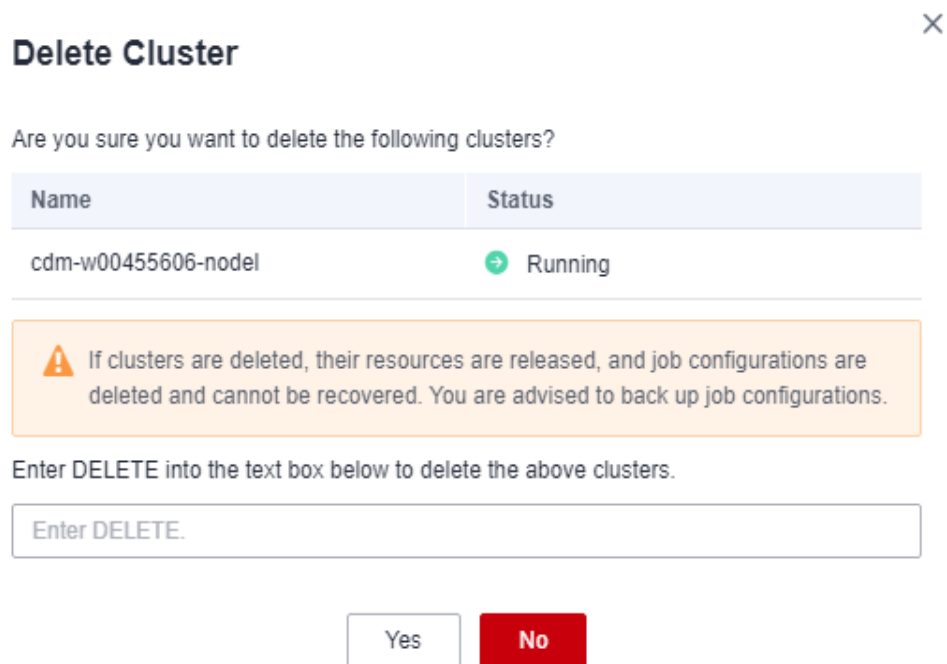 Delete Cluster
Are you sure you want to delete the following clusters?
Name Status
cdm-w00455606-nodel Running
If clusters are deleted, their resources are released, and job configurations are
deleted and cannot be recovered. You are advised to back up job configurations.
Enter DELETE into the text box below to delete the above clusters.
Enter DELETE.
Yes No